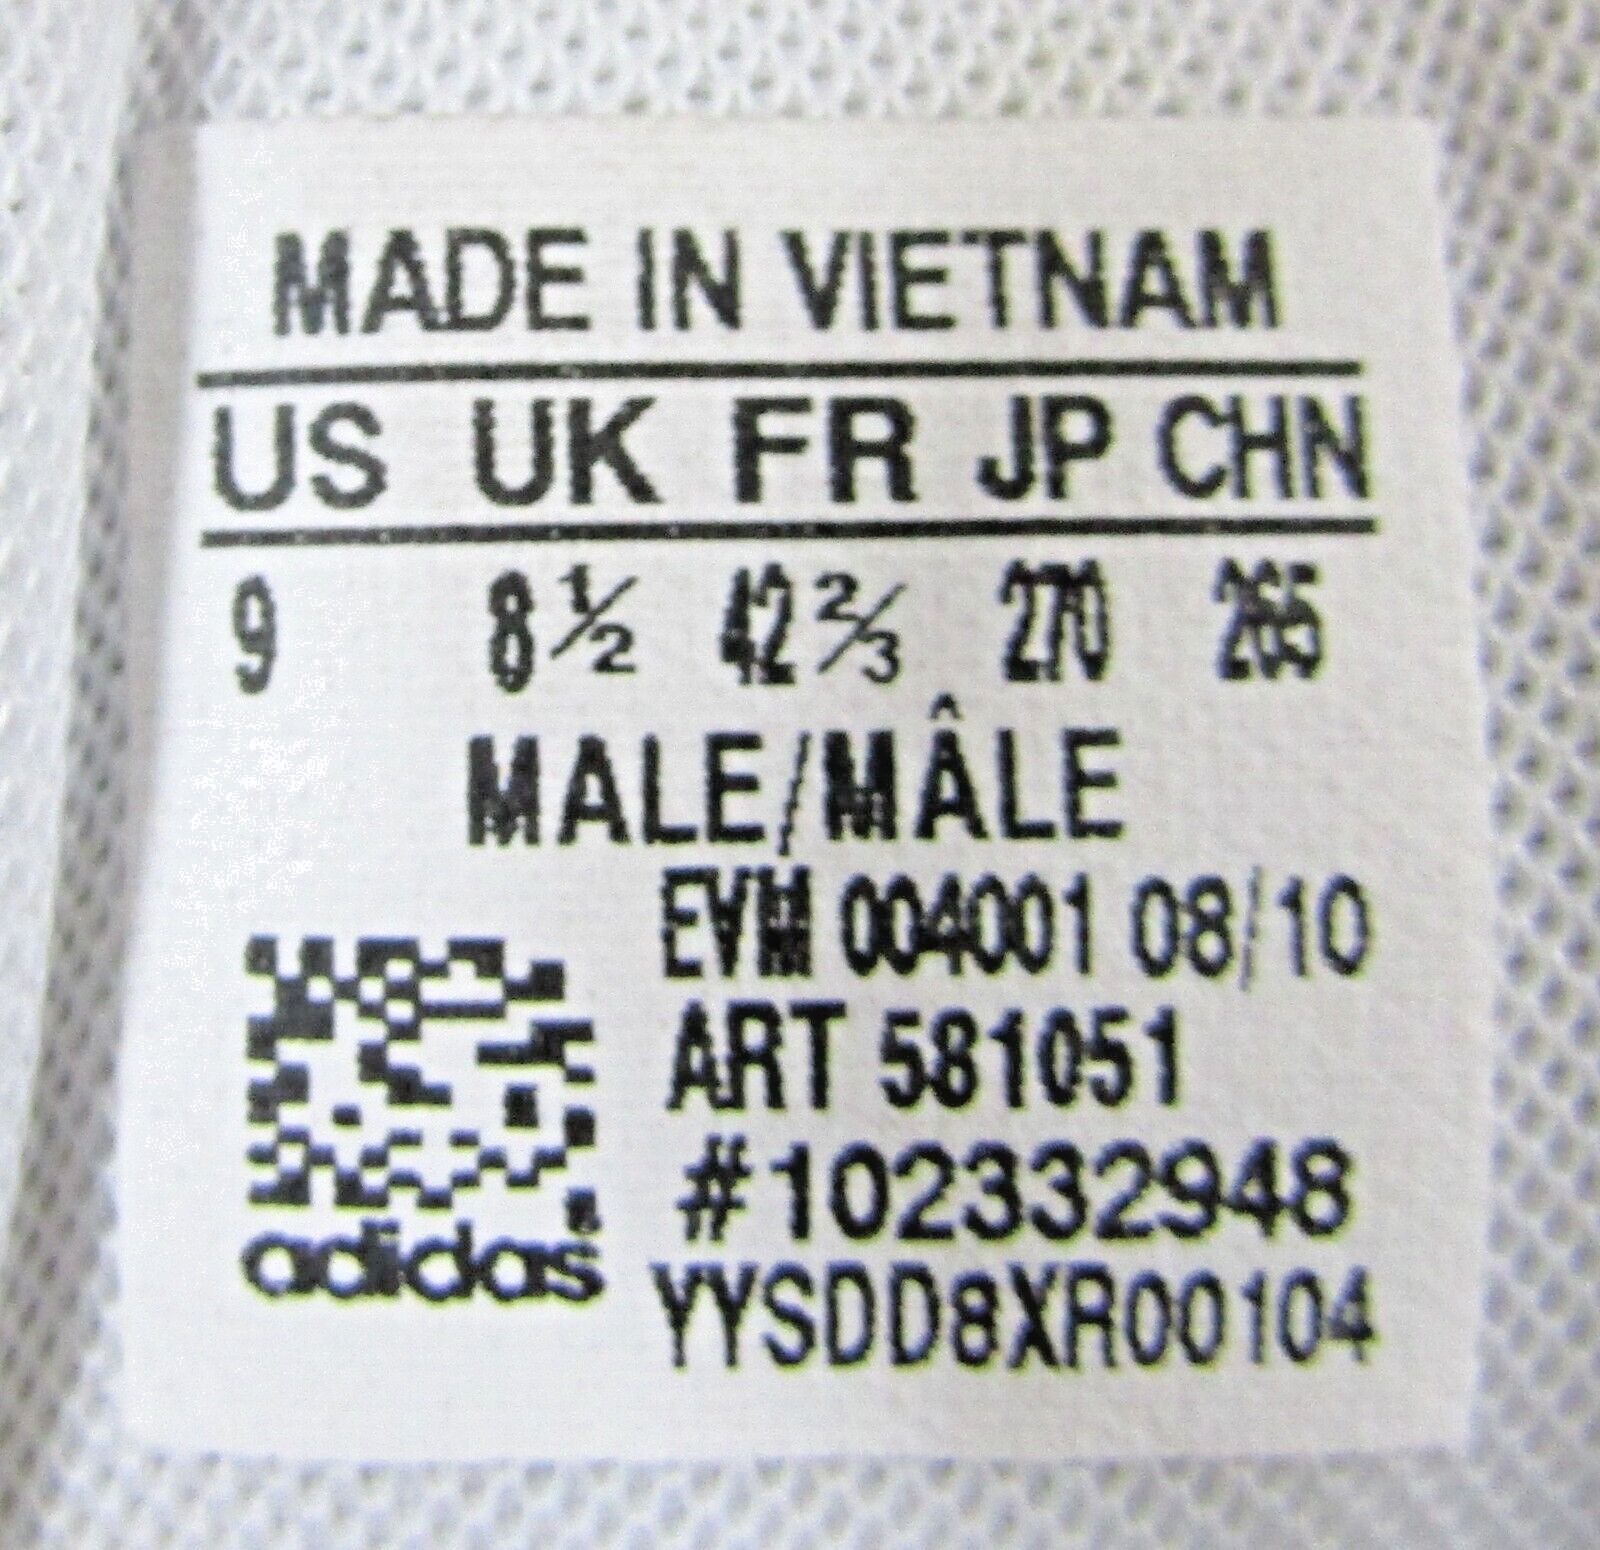 MADE IN VIETNAM
US UK FR JP CHN
9 8 1/2 42 2/3 270 265
MALE/MÂLE
EVM 004001 08/10
ART 581051
#102332948
adidas YYSDD8XR00104